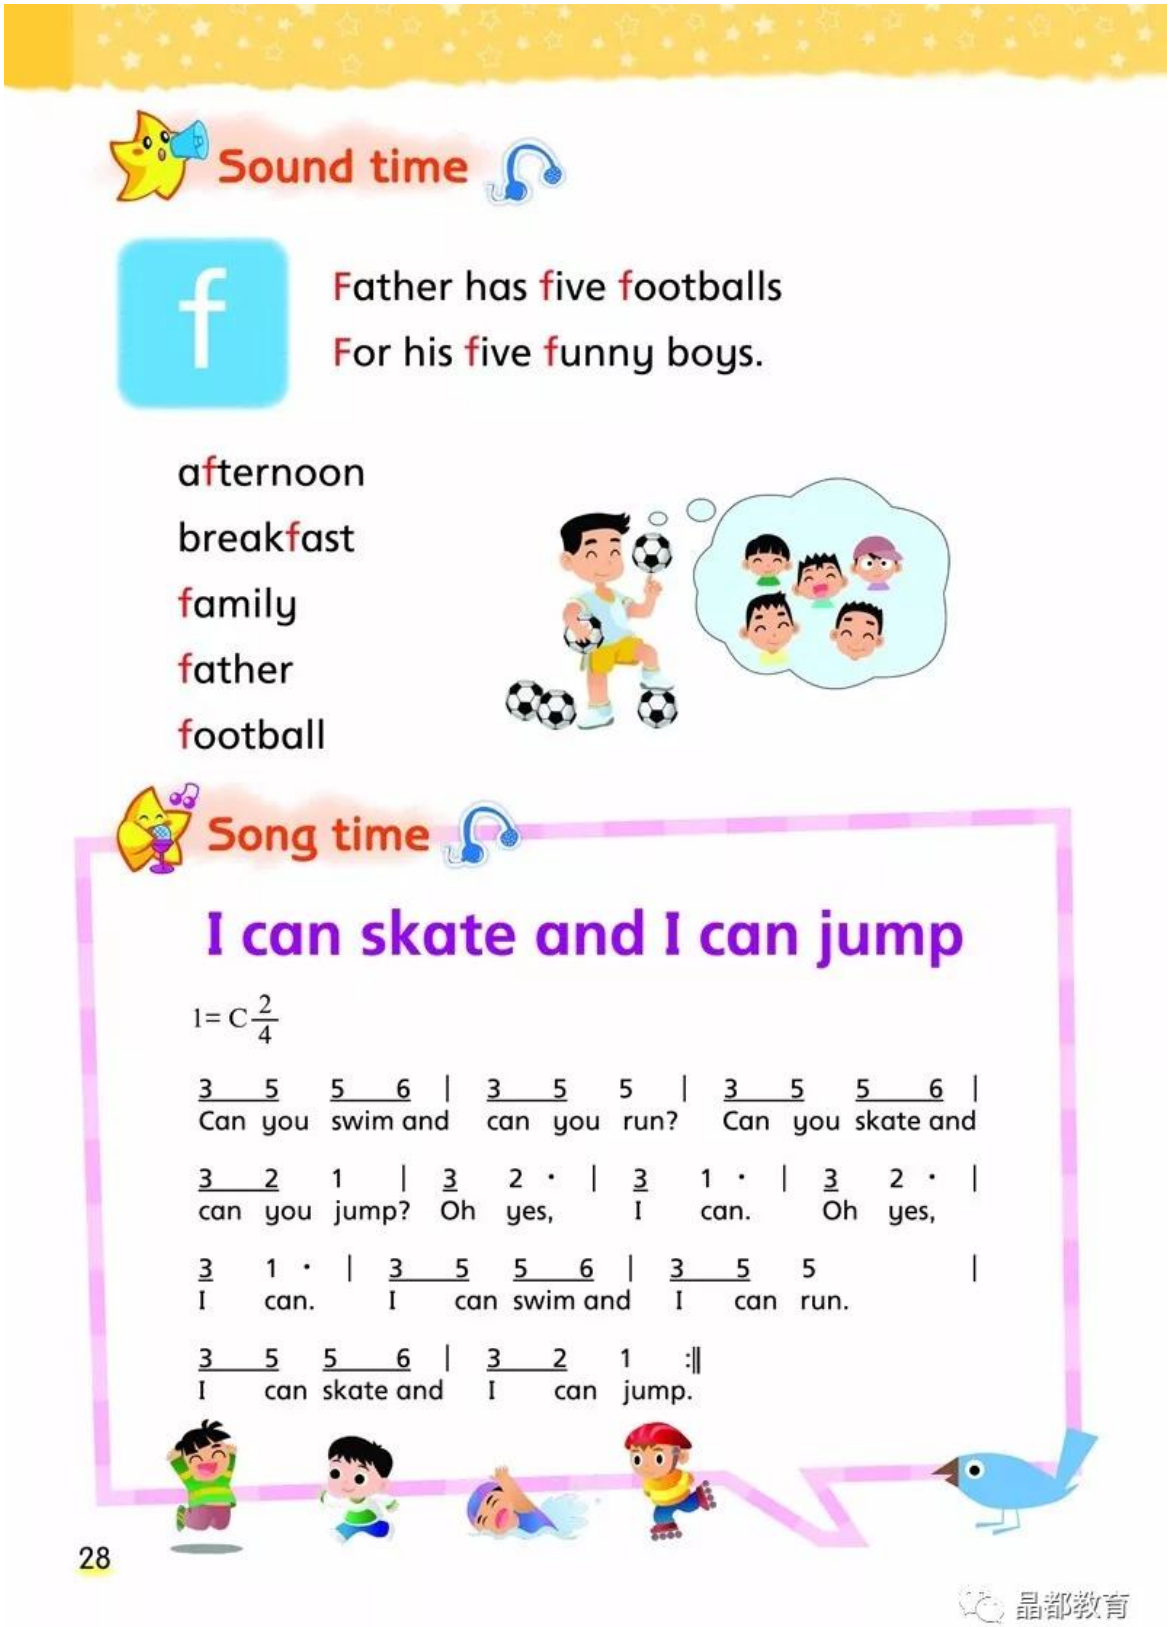 Sound time
f
Father has five footballs
For his five funny boys.
afternoon
breakfast
family
father
football
Song time
I can skate and I can jump
1= C 2/4
3 5 5 6 | 3 5 5 | 3 5 5 6 |
Can you swim and can you run? Can you skate and
3 2 1 | 3 2 · | 3 1 · | 3 2 · |
can you jump? Oh yes, I can. Oh yes,
3 1 · | 3 5 5 6 | 3 5 5 |
I can. I can swim and I can run.
3 5 5 6 | 3 2 1 :‖
I can skate and I can jump.
28
晶都教育